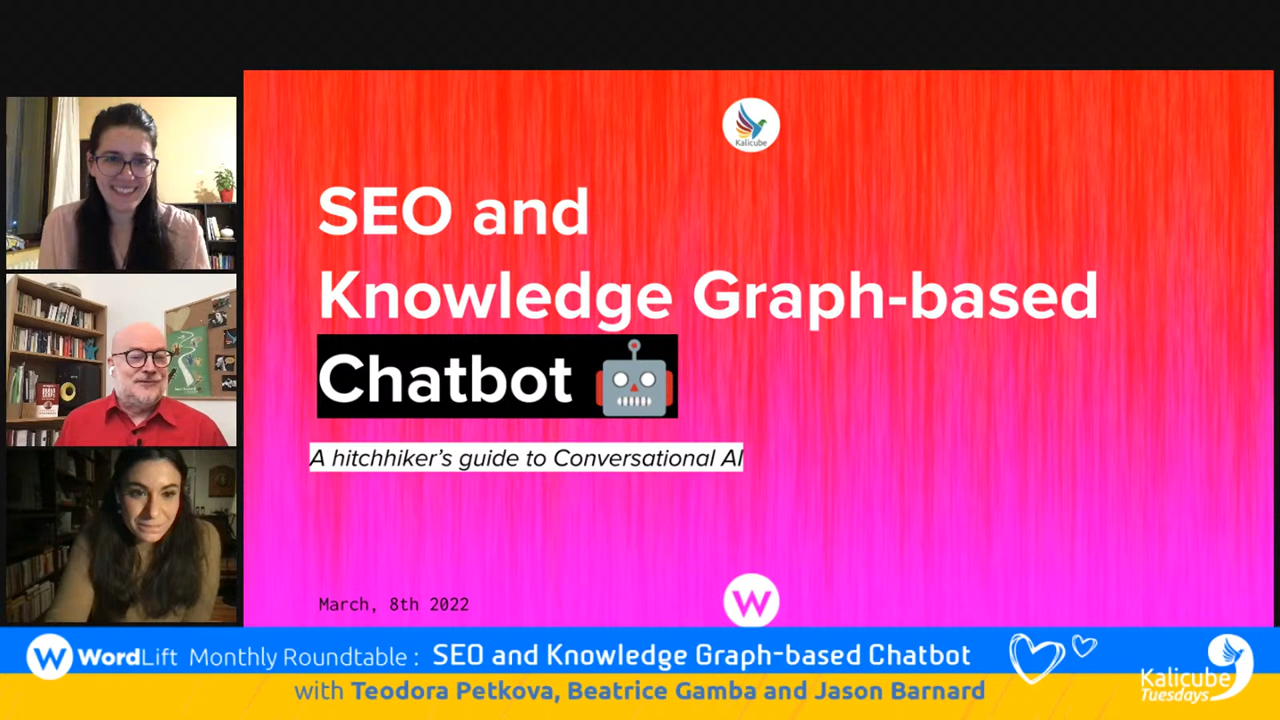 Kalicube
SEO and
Knowledge Graph-based
Chatbot
A hitchhiker's guide to Conversational AI
March, 8th 2022
W
W WordLift Monthly Roundtable : SEO and Knowledge Graph-based Chatbot
with Teodora Petkova, Beatrice Gamba and Jason Barnard
Kalicube
Tuesdays